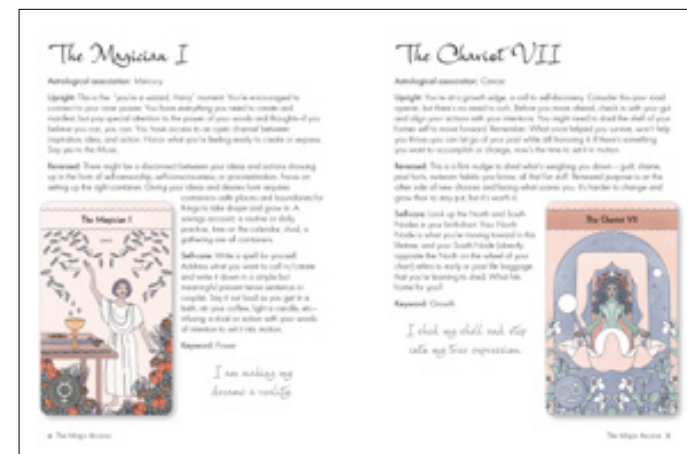 The Magician I
Astrological association: Mercury
Upright: This is the "you're a wizard, Harry" moment. You're encouraged to
connect to your inner power. You have everything you need to create and
manifest, but pay special attention to the power of your words and thoughts–if you
believe you can, you can. You have access to an open channel between
inspiration, idea, and action. Honor what you're feeling ready to create or express.
Say yes to the Muse.
Reversed: There might be a disconnect between your ideas and actions showing
up in the form of self-censorship, self-consciousness, or procrastination. Focus on
setting up the right container. Giving your ideas and desires form requires
containers–safe places and boundaries for
things to take shape and grow in. A
savings account, a routine or daily
practice, time on the calendar, ritual, a
gathering are all containers.
Self-care: Write a spell for yourself.
Address what you want to call in/create
and write it down in a simple but
meaningful present-tense sentence or
couplet. Say it out loud as you get in a
bath, stir your coffee, light a candle, etc–
infusing a ritual or action with your words
of intention to set it into motion.
Keyword: Power
I am making my
dreams a reality.
The Magician I
The Major Arcana
The Chariot VII
Astrological association: Cancer
Upright: You're at a growth edge, a call to self-discovery. Consider this your road
opener, but there's no need to rush. Before you move ahead, check in with your gut
and align your actions with your intentions. You might need to shed the shell of your
former self to move forward. Remember: What once helped you survive, won't help
you thrive–you can let go of your past while still honoring it. If there's something
you want to accomplish or change, now's the time to set it in motion.
Reversed: This is a firm nudge to shed what's weighing you down–guilt, shame,
past hurts, outworn habits you know, all that fun stuff. Renewed purpose is on the
other side of new choices and facing what scares you. It's harder to change and
grow than to stay put, but it's worth it.
Self-care: Look up the North and South
Nodes in your birthchart. Your North
Node is what you're moving toward in this
lifetime, and your South Node (directly
opposite the North on the wheel of your
chart) refers to early or past life baggage
that you're learning to shed. What hits
home for you?
Keyword: Growth
I shed my shell and step
into my true expression.
The Chariot VII
The Major Arcana